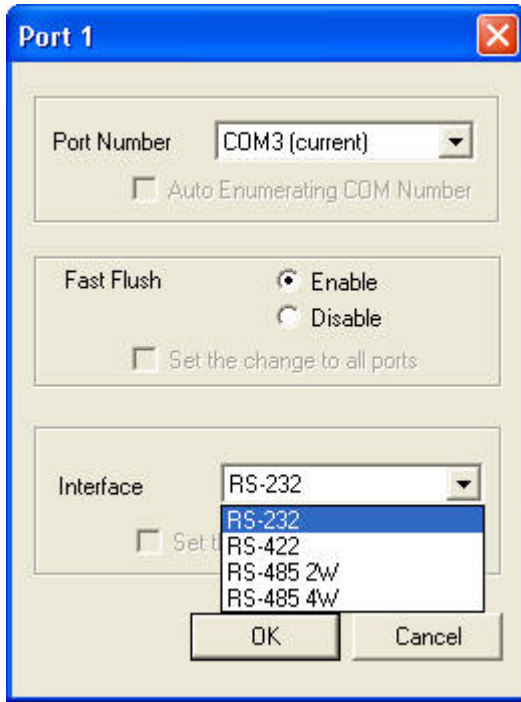 Port 1
Port Number COM3 (current)
Auto Enumerating COM Number
Fast Flush Enable
Disable
Set the change to all ports
Interface RS-232
RS-232
Set t
RS-422
RS-485 2W
RS-485 4W
OK Cancel